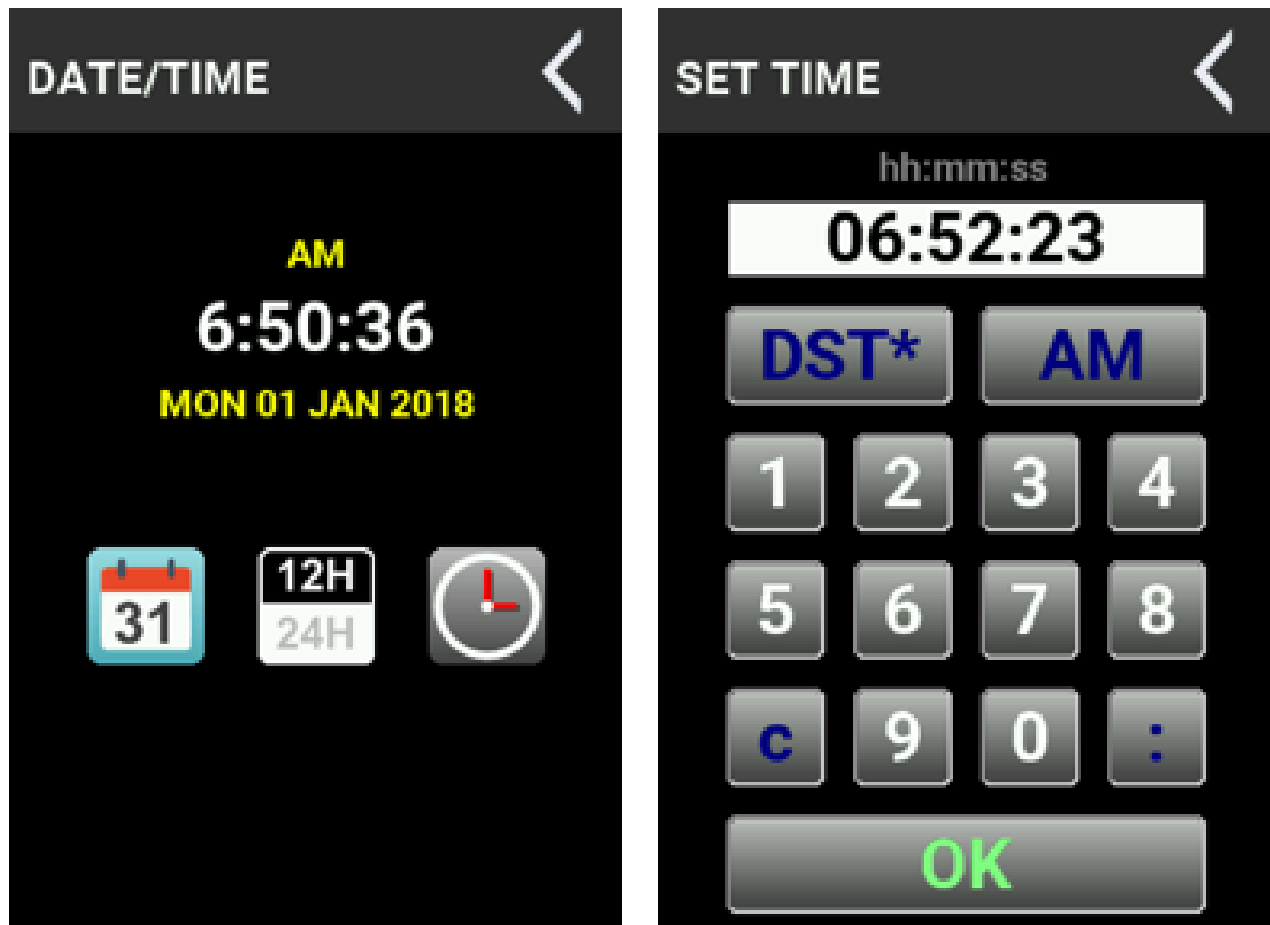 DATE/TIME
AM
6:50:36
MON 01 JAN 2018
31
12H
24H
SET TIME
hh:mm:ss
06:52:23
DST* AM
1 2 3 4
5 6 7 8
c 9 0 :
OK